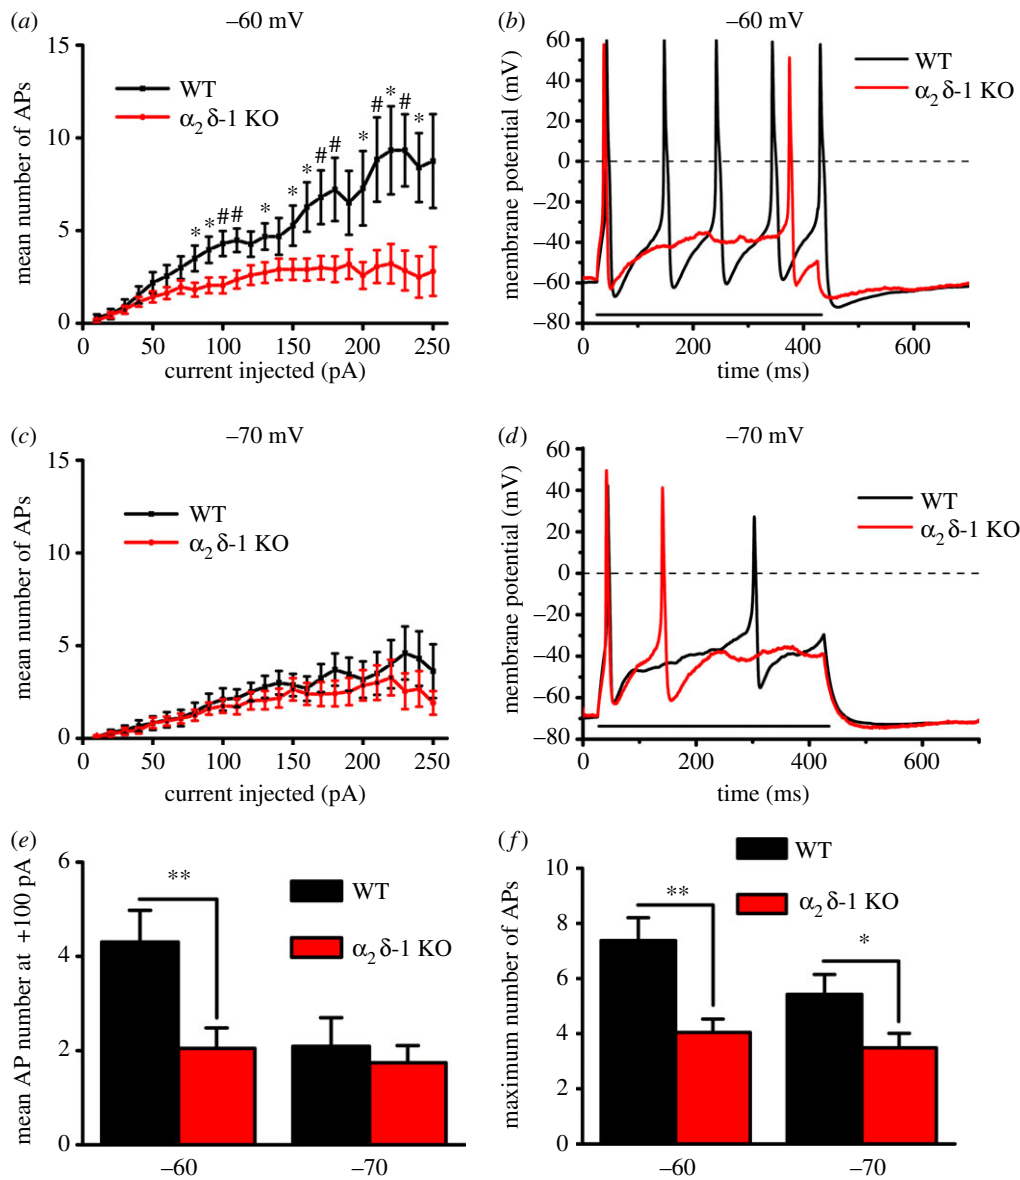 (a) –60 mV
mean number of APs
15
10
5
0
WT
α2δ-1 KO
* * # # * * * # # * # * # *
0 50 100 150 200 250
current injected (pA)
(b) –60 mV
membrane potential (mV)
60
40
20
0
–20
–40
–60
–80
WT
α2δ-1 KO
0 200 400 600
time (ms)
(c) –70 mV
mean number of APs
15
10
5
0
WT
α2δ-1 KO
0 50 100 150 200 250
current injected (pA)
(d) –70 mV
membrane potential (mV)
60
40
20
0
–20
–40
–60
–80
WT
α2δ-1 KO
0 200 400 600
time (ms)
(e)
mean AP number at +100 pA
6
4
2
0
**
WT
α2δ-1 KO
–60 –70
(f)
maximum number of APs
10
8
6
4
2
0
WT
α2δ-1 KO
**
*
–60 –70